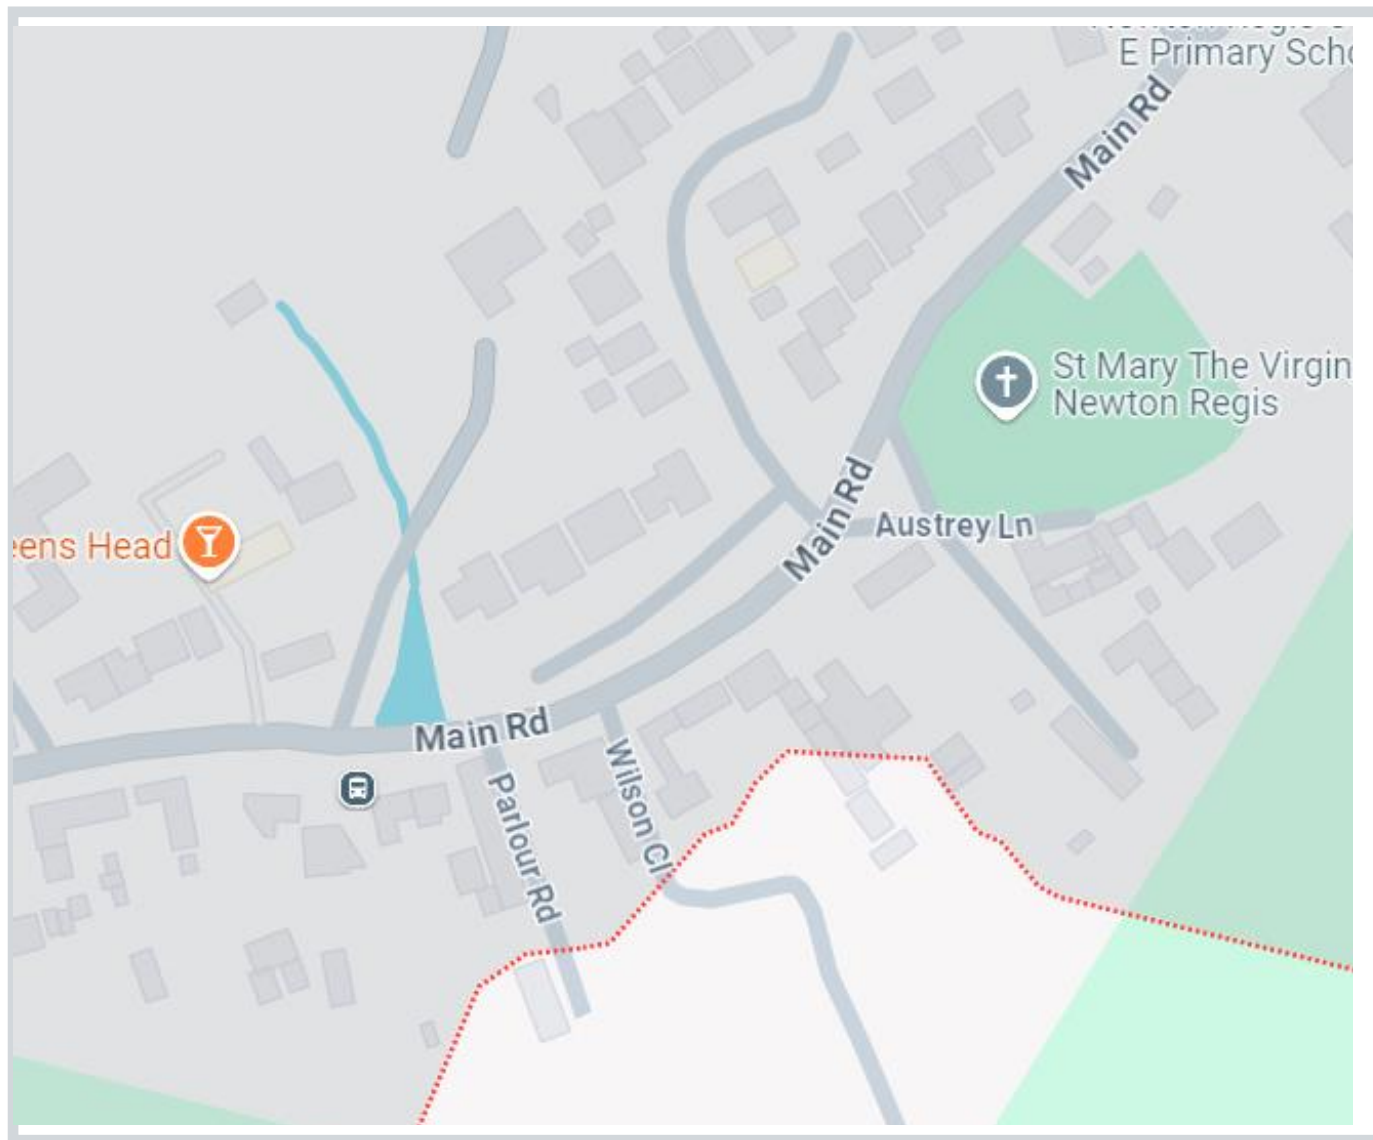 E Primary Scho
Main Rd
St Mary The Virgin
Newton Regis
Main Rd
Austrey Ln
eens Head
Main Rd
Wilson Cl
Parlour Rd